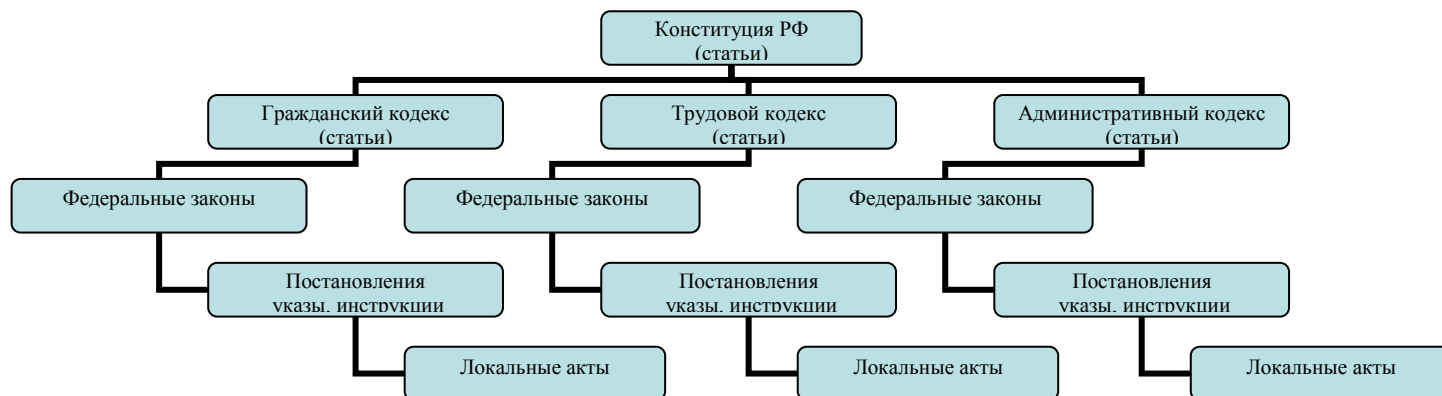 Конституция РФ
(статьи)
Гражданский кодекс
(статьи)
Трудовой кодекс
(статьи)
Административный кодекс
(статьи)
Федеральные законы
Федеральные законы
Федеральные законы
Постановления
указы, инструкции
Постановления
указы, инструкции
Постановления
указы, инструкции
Локальные акты
Локальные акты
Локальные акты